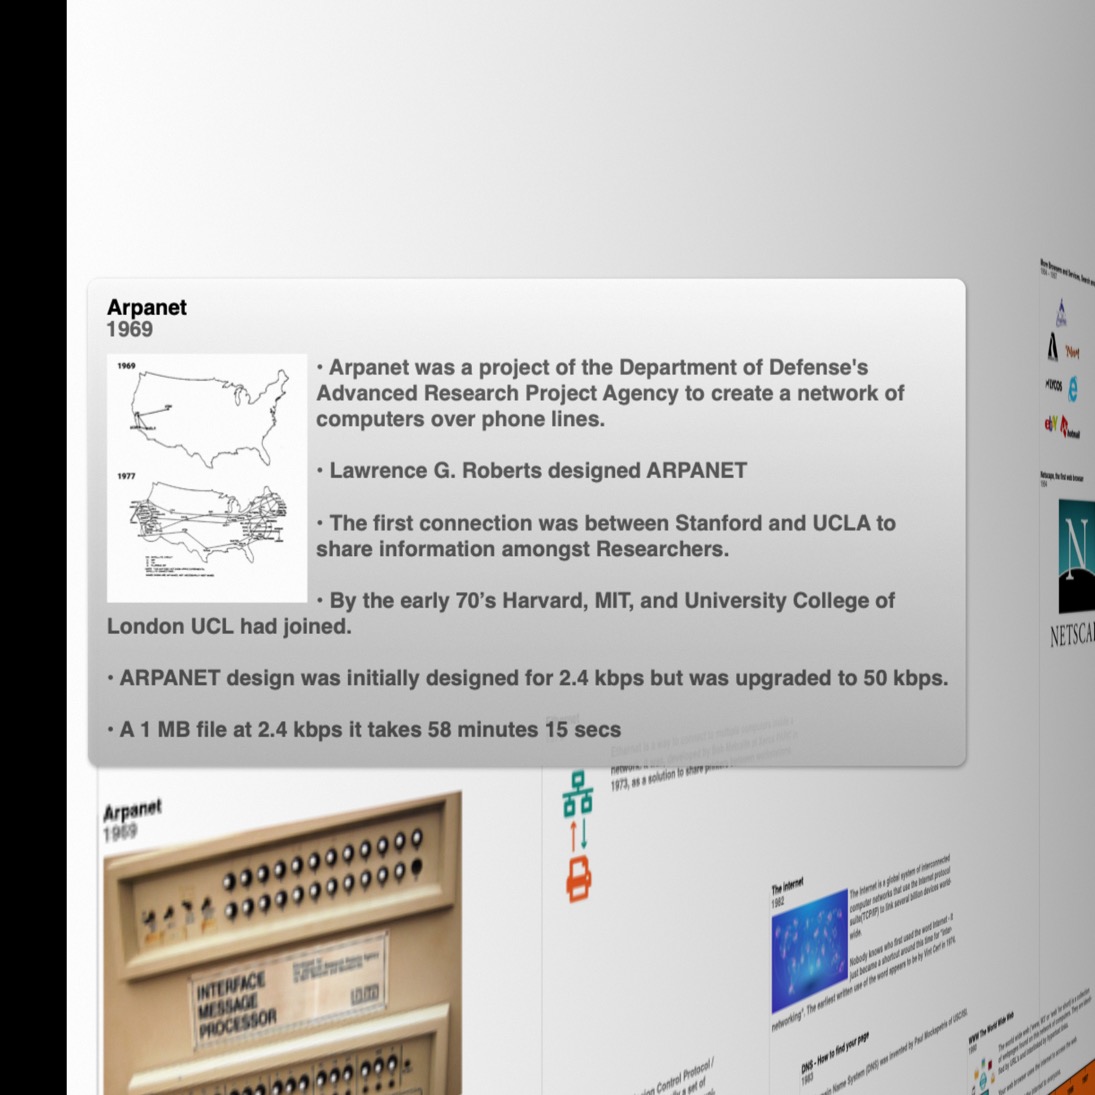 Arpanet
1969
1969
1977
• Arpanet was a project of the Department of Defense's
Advanced Research Project Agency to create a network of
computers over phone lines.
• Lawrence G. Roberts designed ARPANET
• The first connection was between Stanford and UCLA to
share information amongst Researchers.
• By the early 70's Harvard, MIT, and University College of
London UCL had joined.
• ARPANET design was initially designed for 2.4 kbps but was upgraded to 50 kbps.
• A 1 MB file at 2.4 kbps it takes 58 minutes 15 secs
1973, as a solution to share
Arpanet
1969
INTERFACE
MESSAGE
PROCESSOR
The Internet
1982
The Internet is a global system of interconnected
computer networks that use the Internet protocol
suite(TCP/IP) to link several billion devices world-
wide.
Nobody knows who first used the word Internet - it
just became a shortcut around this time for "inter-
networking". The earliest written use of the word appears to be by Vint Cerf in 1974.
DNS - How to find your page
1983
Name System (DNS) was invented by Paul Mockapetris of USC/ISI.
Control Protocol /
a set of
WWW The World Wide Web
LYCOS
ebY
hotmail
Netscape, the first web browser
1994
N
NETSCA